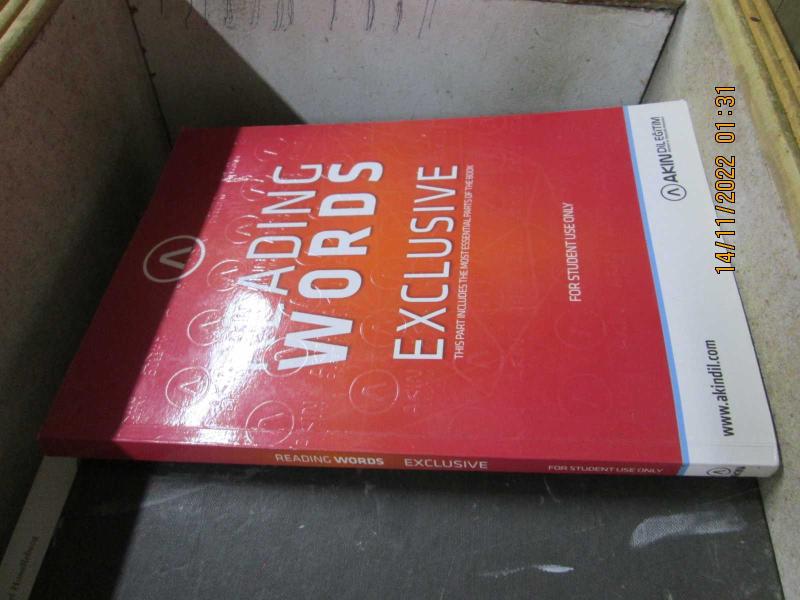 READING
WORDS
EXCLUSIVE
THIS PART INCLUDES THE MOST ESSENTIAL PARTS OF THE BOOK
FOR STUDENT USE ONLY
AKIN DİL EĞİTİM
www.akindil.com
READING WORDS EXCLUSIVE FOR STUDENT USE ONLY
14/11/2022 01:31